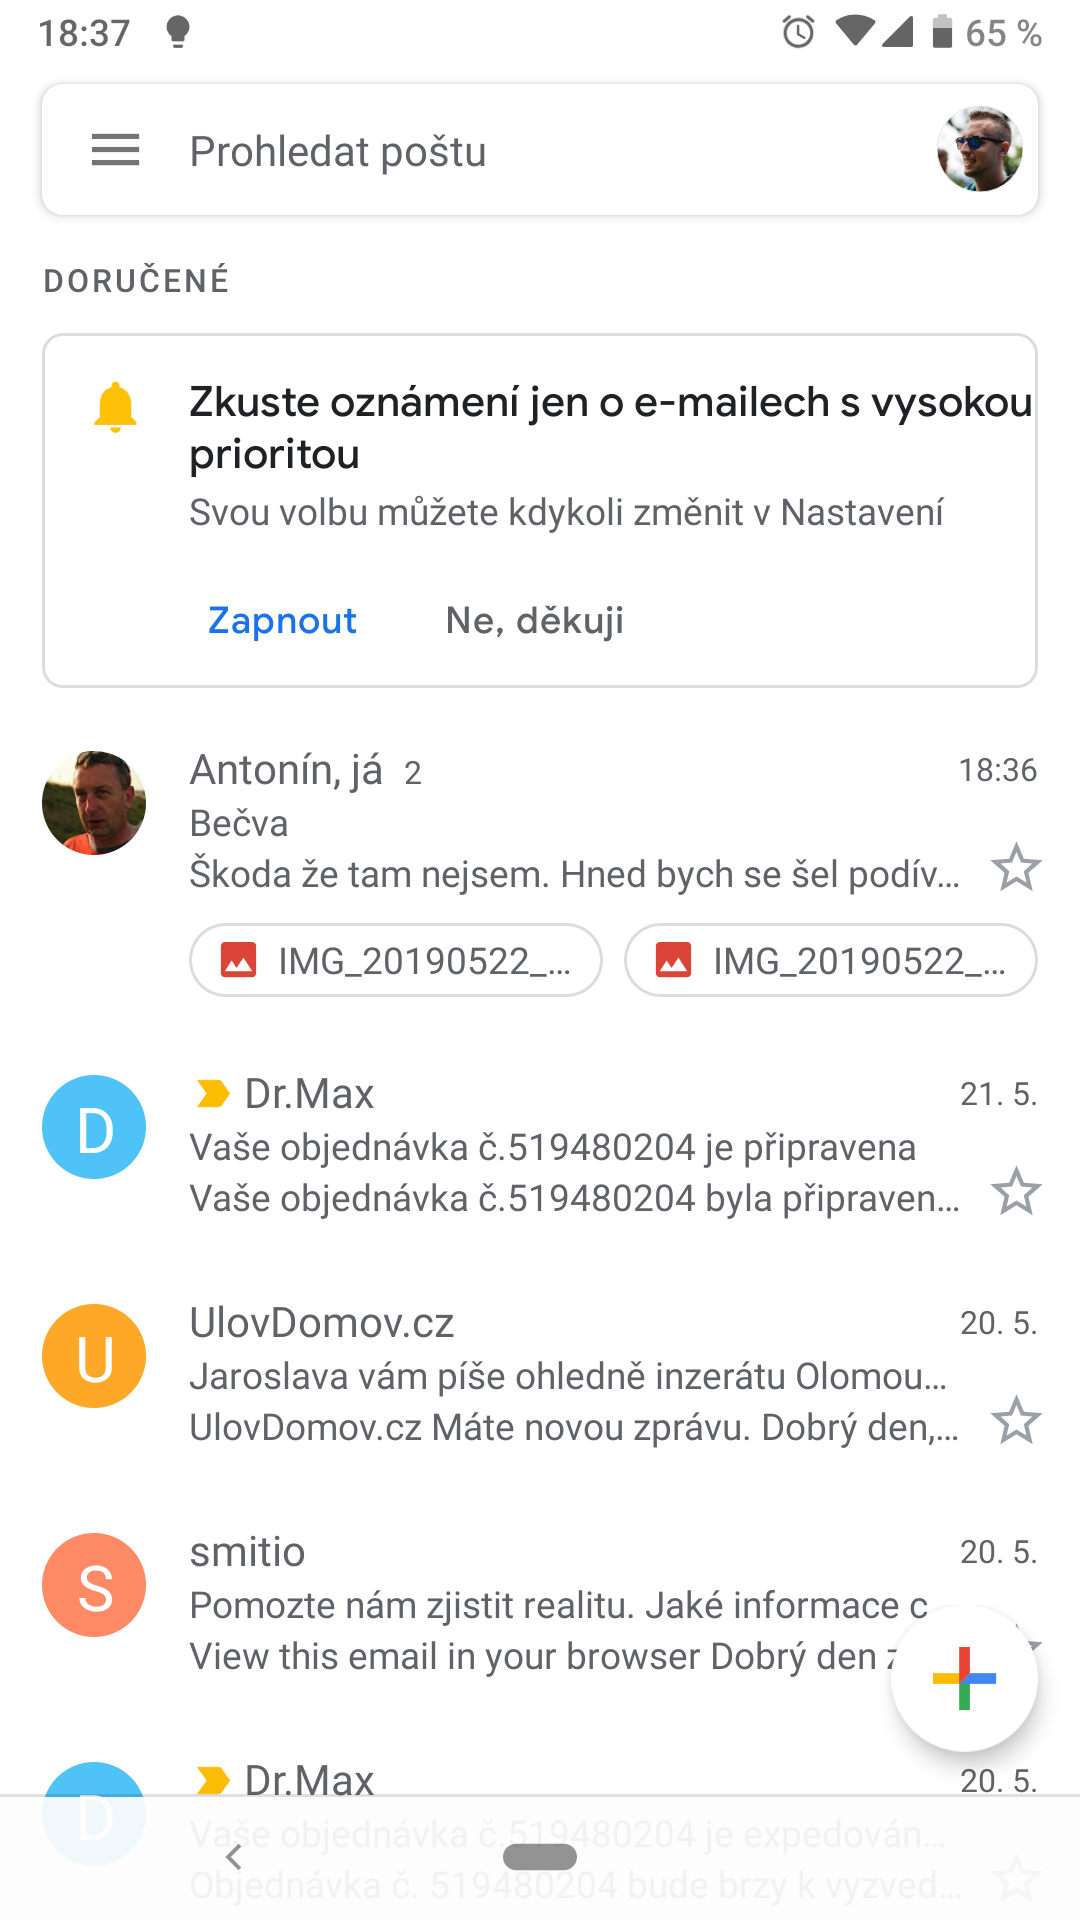 18:37 65 %
Prohledat poštu
DORUČENÉ
Zkuste oznámení jen o e-mailech s vysokou
prioritou
Svou volbu můžete kdykoli změnit v Nastavení
Zapnout Ne, děkuji
Antonín, já 2 18:36
Bečva
Škoda že tam nejsem. Hned bych se šel podív...
IMG_20190522_... IMG_20190522_...
D Dr.Max 21. 5.
Vaše objednávka č.519480204 je připravena
Vaše objednávka č.519480204 byla připraven...
U UlovDomov.cz 20. 5.
Jaroslava vám píše ohledně inzerátu Olomou...
UlovDomov.cz Máte novou zprávu. Dobrý den,...
S smitio 20. 5.
Pomozte nám zjistit realitu. Jaké informace c
View this email in your browser Dobrý den z
D Dr.Max 20. 5.
Vaše objednávka č.519480204 je expedován...
Objednávka č. 519480204 bude brzy k vyzved...